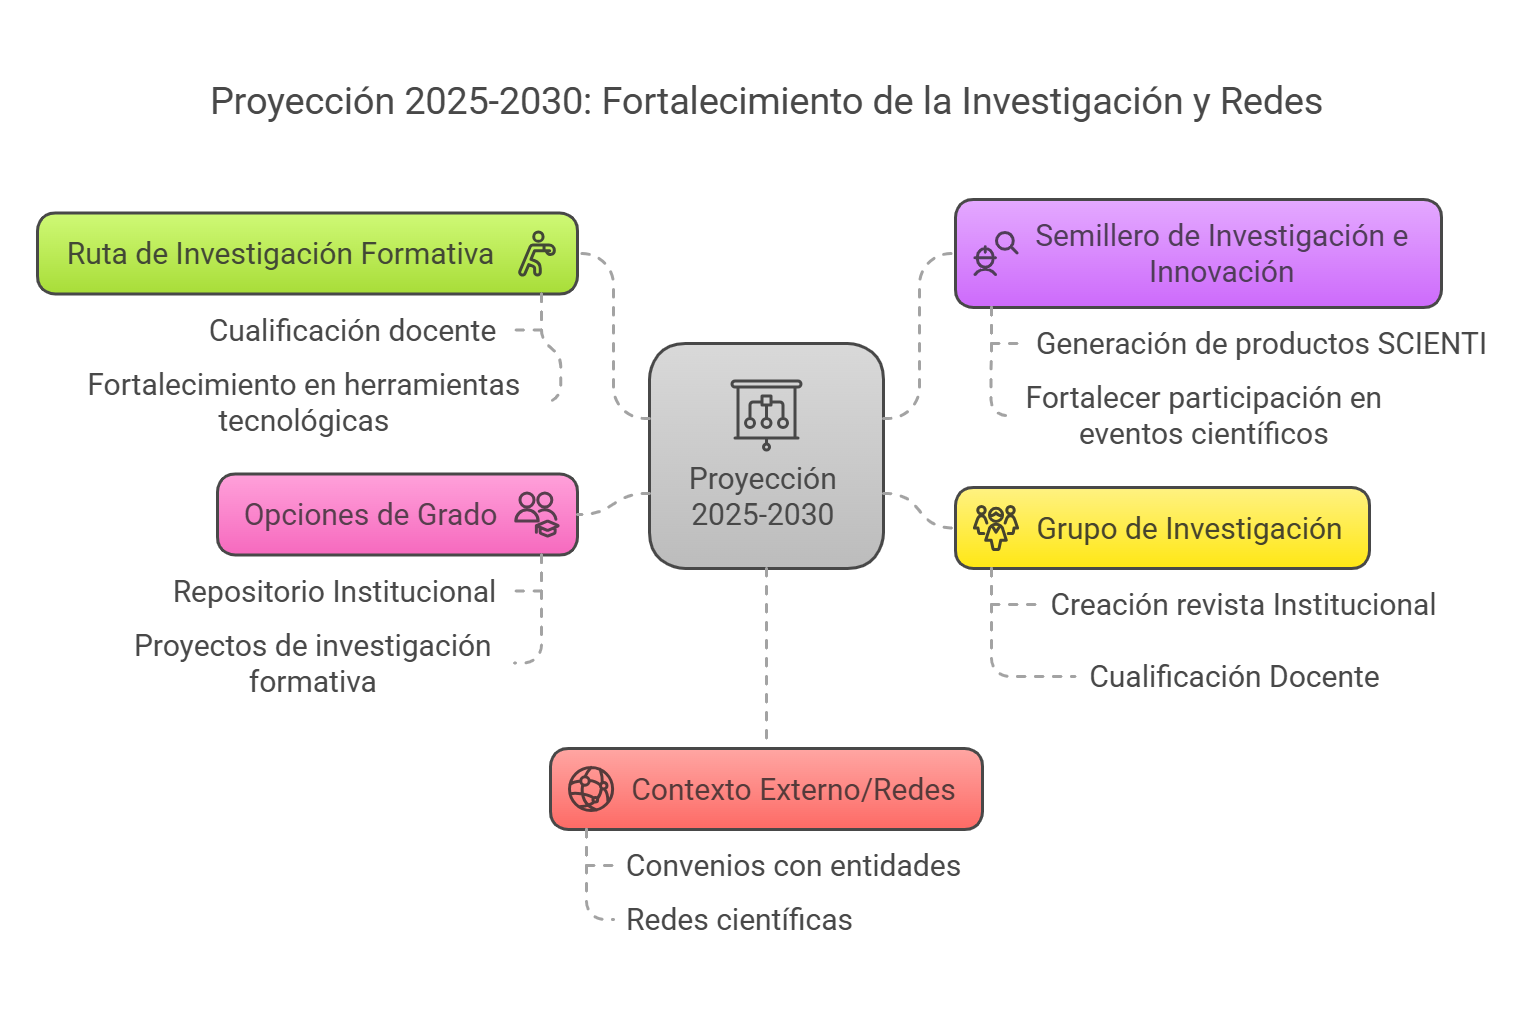 Proyección 2025-2030: Fortalecimiento de la Investigación y Redes
Ruta de Investigación Formativa
Cualificación docente
Fortalecimiento en herramientas
tecnológicas
Opciones de Grado
Repositorio Institucional
Proyectos de investigación
formativa
Proyección
2025-2030
Semillero de Investigación e
Innovación
Generación de productos SCIENTI
Fortalecer participación en
eventos científicos
Grupo de Investigación
Creación revista Institucional
Cualificación Docente
Contexto Externo/Redes
Convenios con entidades
Redes científicas